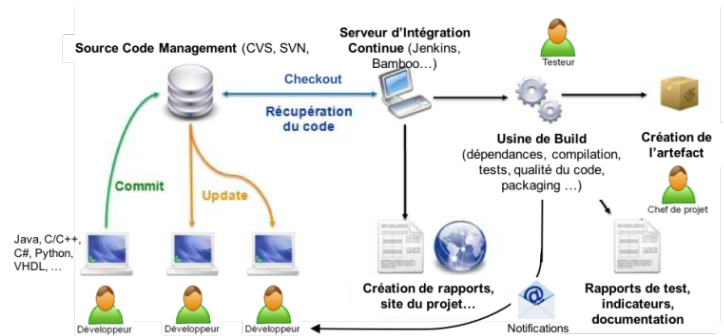 Source Code Management (CVS, SVN,
Serveur d'Intégration
Continue (Jenkins,
Bamboo…)
Testeur
Checkout
Récupération
du code
Usine de Build
(dépendances, compilation,
tests, qualité du code,
packaging …)
Création de
l'artefact
Chef de projet
Commit
Update
Java, C/C++,
C#, Python,
VHDL, …
Création de rapports,
site du projet…
Rapports de test,
indicateurs,
documentation
Notifications
Développeur
Développeur
Développeur